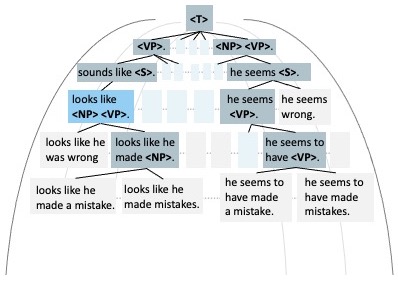 <T>
<VP>.
<NP> <VP>.
sounds like <S>.
he seems <S>.
looks like
<NP> <VP>.
he seems
<VP>.
he seems
wrong.
looks like he
was wrong
looks like he
made <NP>.
he seems to
have <VP>.
looks like he
made a mistake.
looks like he
made mistakes.
he seems to
have made
a mistake.
he seems to
have made
mistakes.